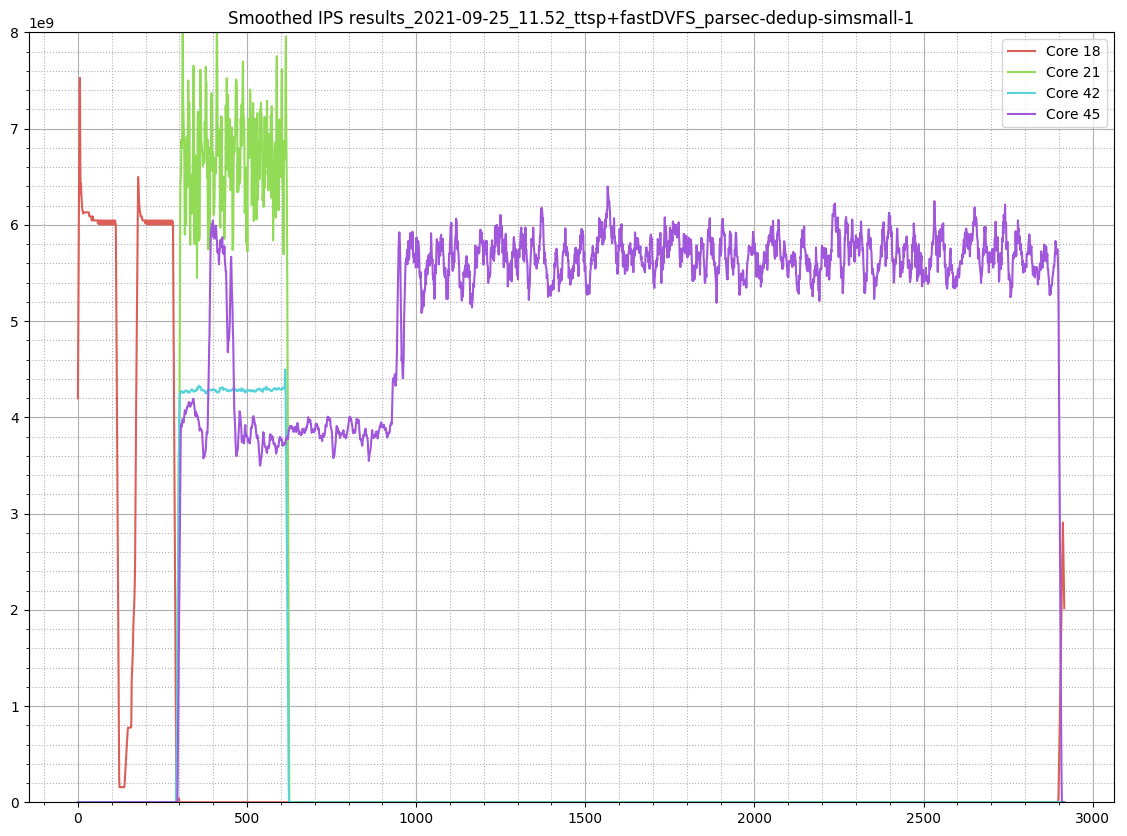 Smoothed IPS results_2021-09-25_11.52_ttsp+fastDVFS_parsec-dedup-simsmall-1
1e9
Core 18
Core 21
Core 42
Core 45
8
7
6
5
4
3
2
1
0
0 500 1000 1500 2000 2500 3000